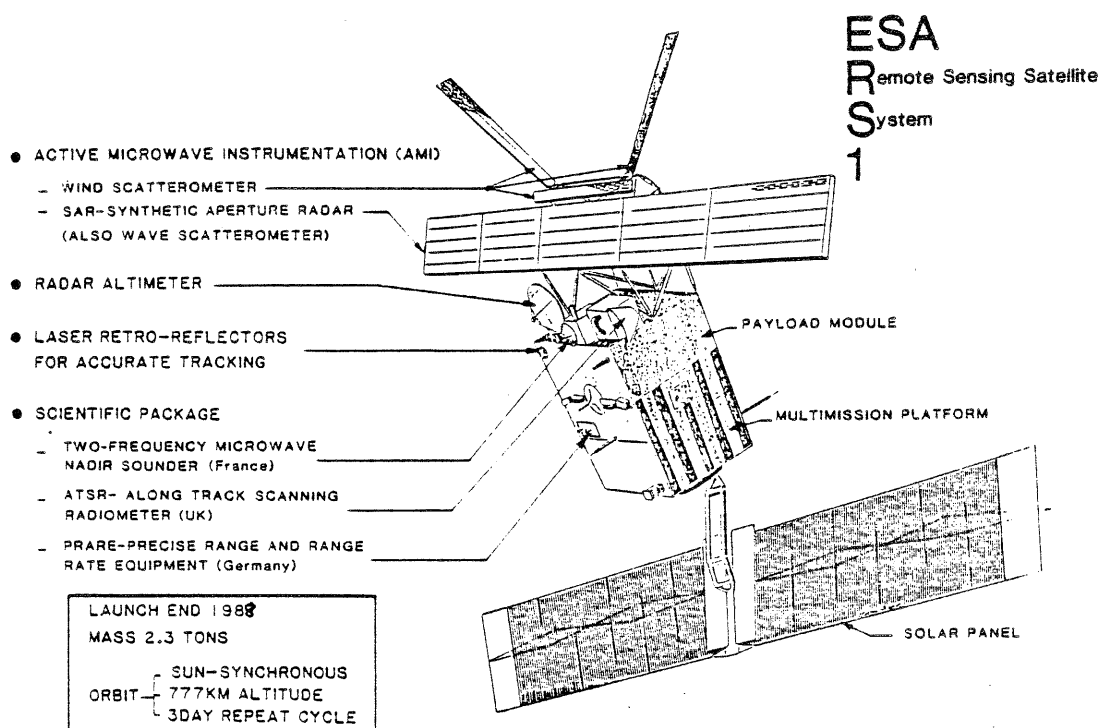 ESA
Remote Sensing Satellite
System
1
● ACTIVE MICROWAVE INSTRUMENTATION (AMI)
- WIND SCATTEROMETER
- SAR-SYNTHETIC APERTURE RADAR
(ALSO WAVE SCATTEROMETER)
● RADAR ALTIMETER
● LASER RETRO-REFLECTORS
FOR ACCURATE TRACKING
● SCIENTIFIC PACKAGE
- TWO-FREQUENCY MICROWAVE
NADIR SOUNDER (France)
- ATSR- ALONG TRACK SCANNING
RADIOMETER (UK)
- PRARE-PRECISE RANGE AND RANGE
RATE EQUIPMENT (Germany)
PAYLOAD MODULE
MULTIMISSION PLATFORM
SOLAR PANEL
LAUNCH END 1988
MASS 2.3 TONS
ORBIT
- SUN-SYNCHRONOUS
- 777KM ALTITUDE
- 3DAY REPEAT CYCLE